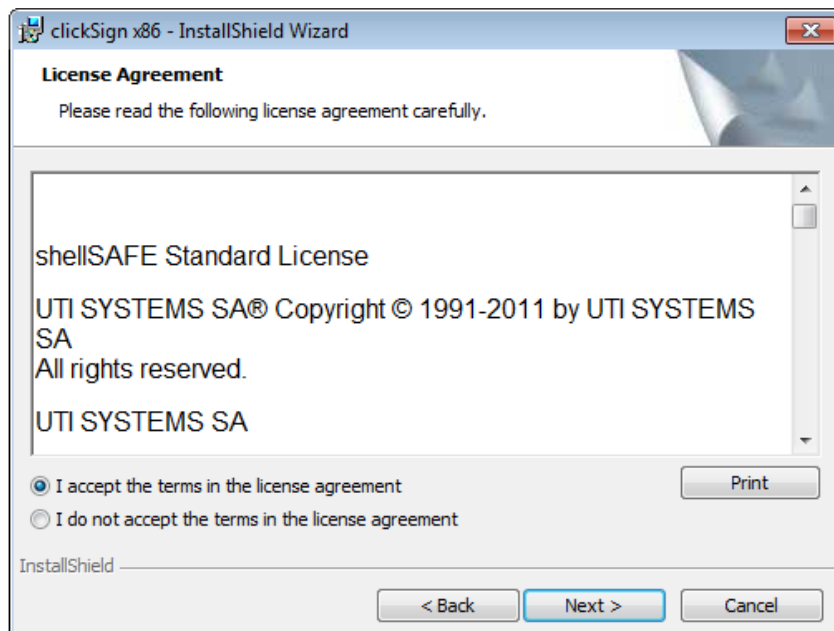 clickSign x86 - InstallShield Wizard
License Agreement
Please read the following license agreement carefully.
shellSAFE Standard License
UTI SYSTEMS SA® Copyright © 1991-2011 by UTI SYSTEMS
SA
All rights reserved.
UTI SYSTEMS SA
I accept the terms in the license agreement
Print
I do not accept the terms in the license agreement
InstallShield
< Back
Next >
Cancel